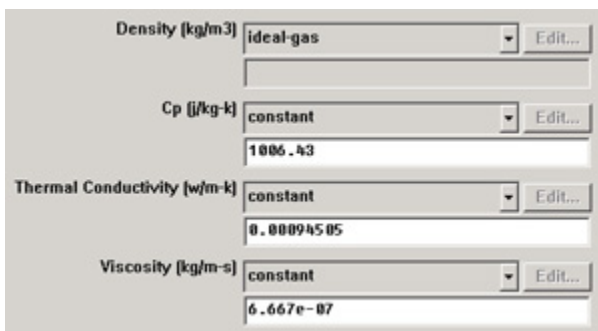 Density (kg/m3) ideal-gas Edit...
Cp (j/kg-k) constant Edit...
1006.43
Thermal Conductivity (w/m-k) constant Edit...
0.00094505
Viscosity (kg/m-s) constant Edit...
6.667e-07